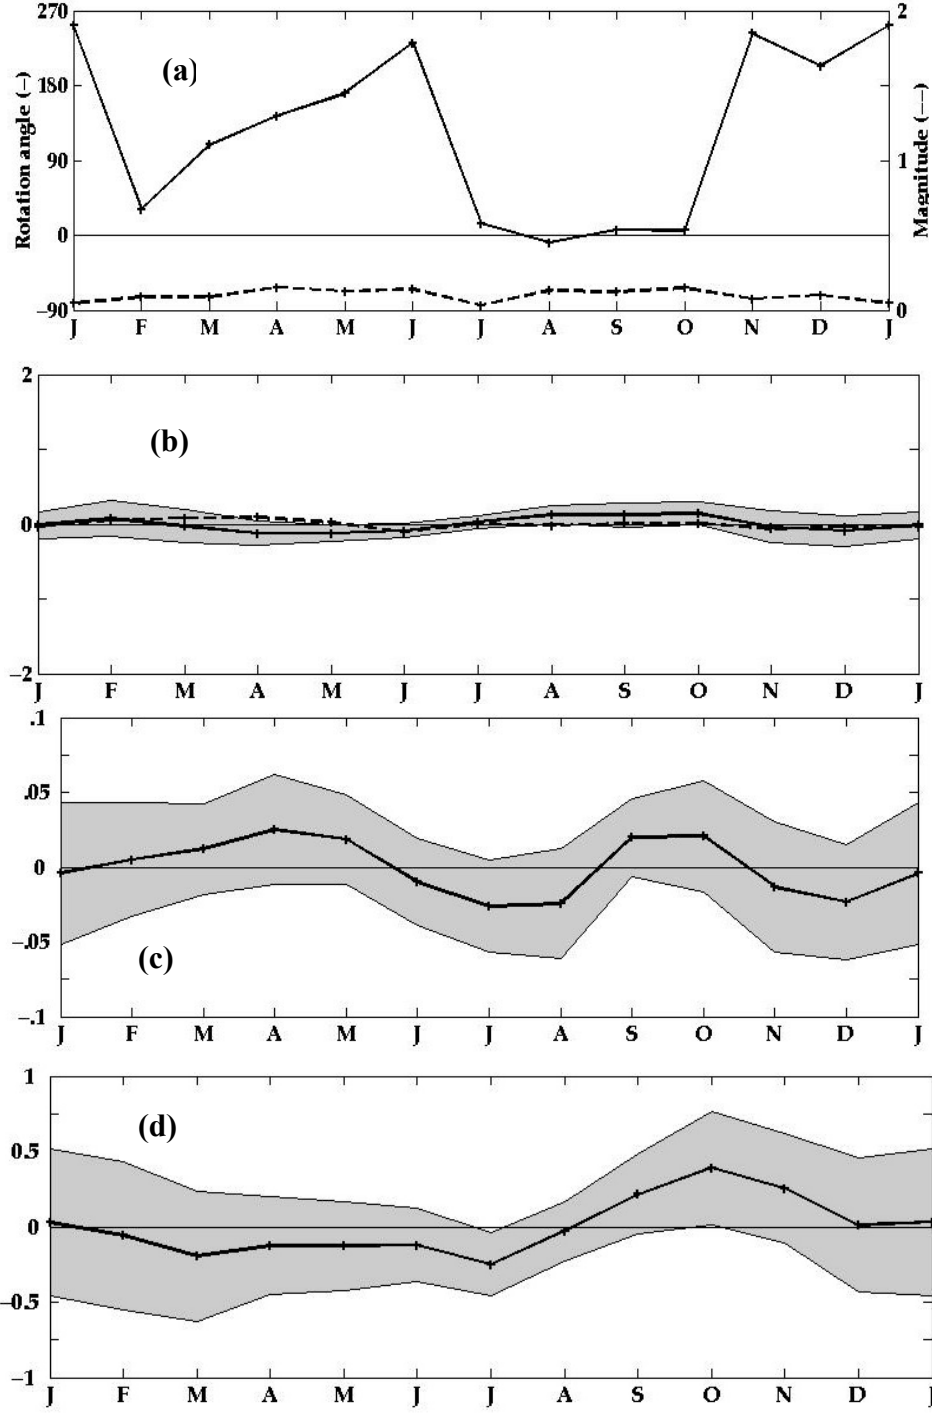 270 2
(a)
180
90 1
0
−90 0
Rotation angle (−)
Magnitude (−−)
J F M A M J J A S O N D J
2
(b)
0
−2
J F M A M J J A S O N D J
.1
.05
0
−.05
(c)
−.1
J F M A M J J A S O N D J
1
(d)
0.5
0
−0.5
−1
J F M A M J J A S O N D J